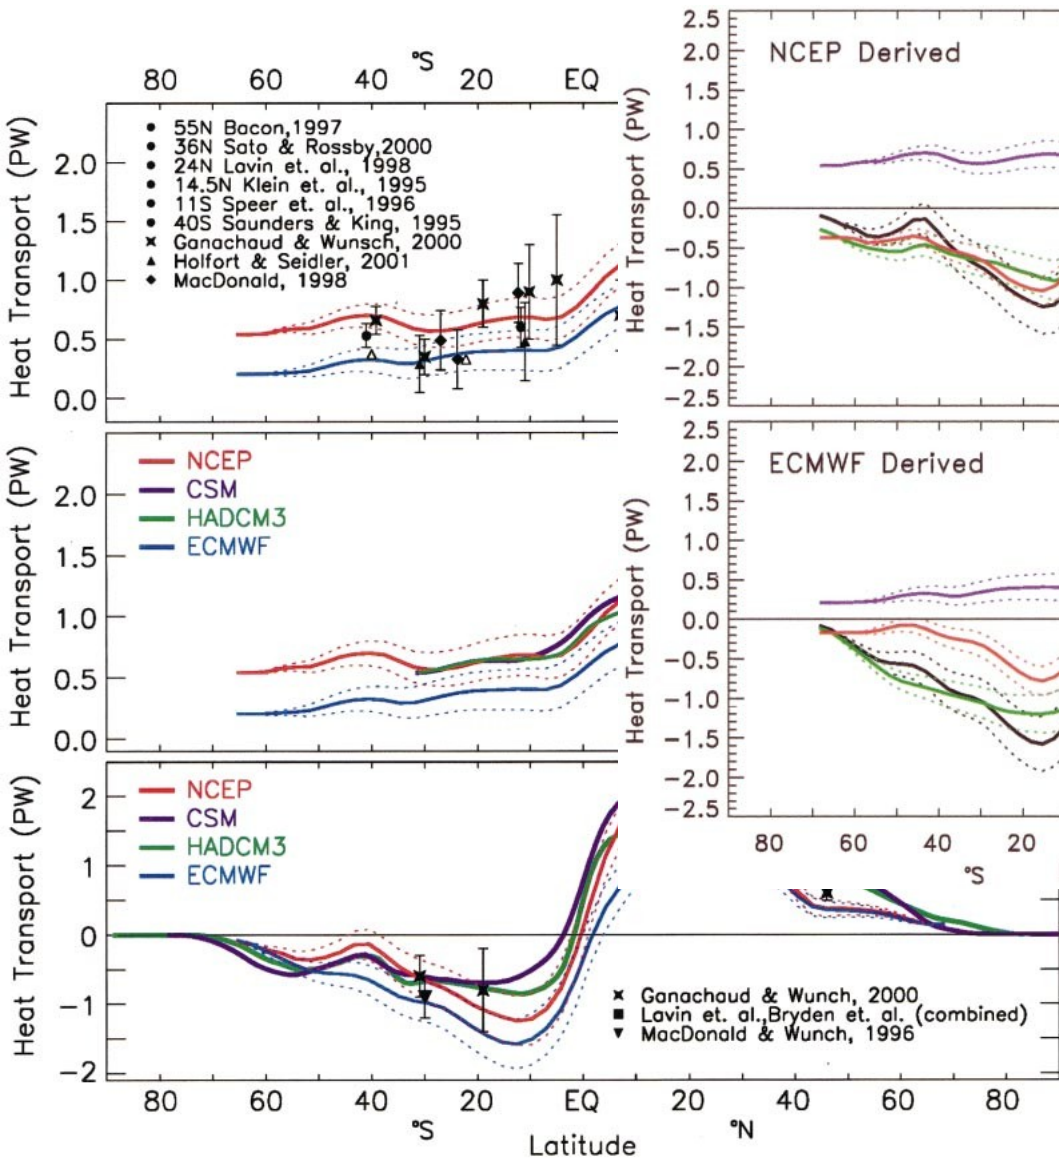 °S
80 60 40 20 EQ
Heat Transport (PW)
2.0
1.5
1.0
0.5
0.0
55N Bacon,1997
36N Sato & Rossby,2000
24N Lavin et. al., 1998
14.5N Klein et. al., 1995
11S Speer et. al., 1996
40S Saunders & King, 1995
Ganachaud & Wunsch, 2000
Holfort & Seidler, 2001
MacDonald, 1998
Heat Transport (PW)
2.5
2.0
1.5
1.0
0.5
0.0
−0.5
−1.0
−1.5
−2.0
−2.5
NCEP Derived
Heat Transport (PW)
2.0
1.5
1.0
0.5
0.0
NCEP
CSM
HADCM3
ECMWF
Heat Transport (PW)
2.5
2.0
1.5
1.0
0.5
0.0
−0.5
−1.0
−1.5
−2.0
−2.5
ECMWF Derived
80 60 40 20
°S
Heat Transport (PW)
2
1
0
−1
−2
NCEP
CSM
HADCM3
ECMWF
Ganachaud & Wunch, 2000
Lavin et. al.,Bryden et. al. (combined)
MacDonald & Wunch, 1996
80 60 40 20 EQ 20 40 60 80
°S °N
Latitude